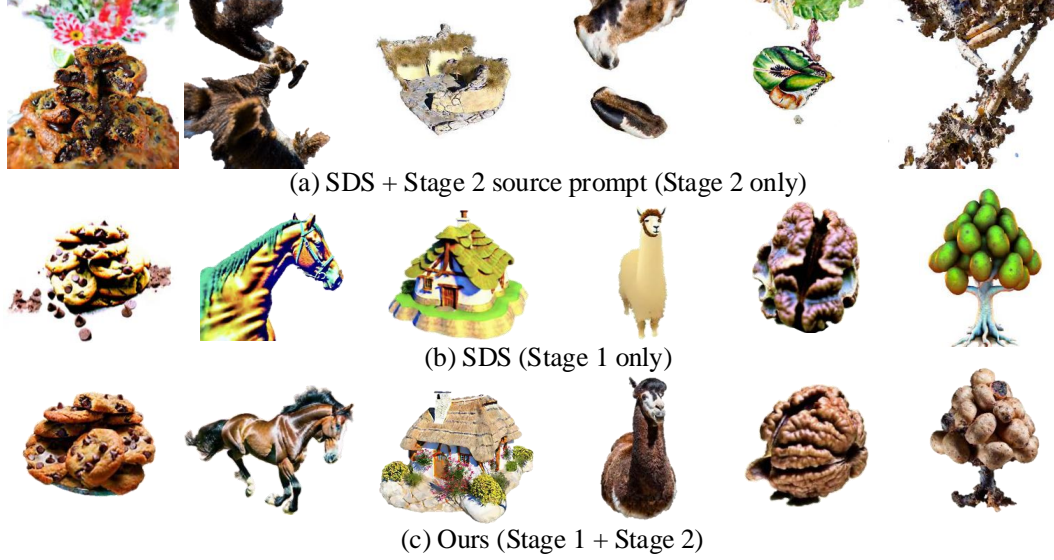 (a) SDS + Stage 2 source prompt (Stage 2 only)
(b) SDS (Stage 1 only)
(c) Ours (Stage 1 + Stage 2)